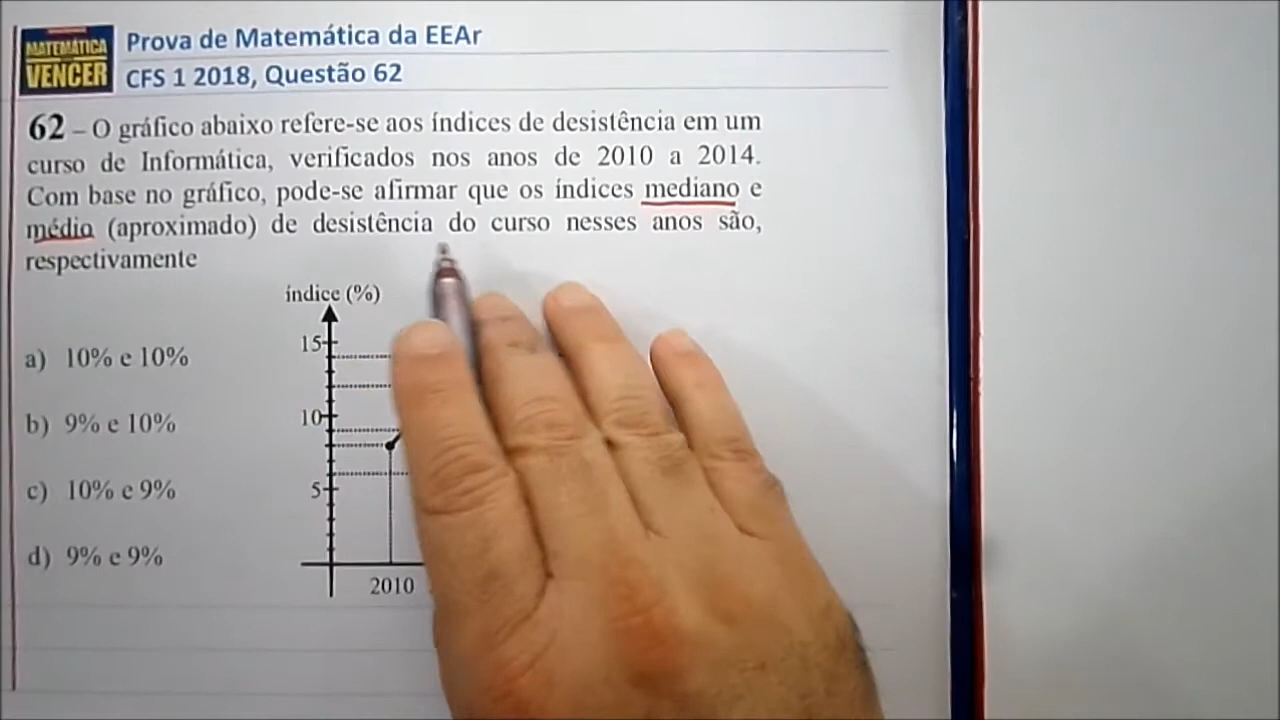 MATEMÁTICA
VENCER
Prova de Matemática da EEAr
CFS 1 2018, Questão 62
62 – O gráfico abaixo refere-se aos índices de desistência em um
curso de Informática, verificados nos anos de 2010 a 2014.
Com base no gráfico, pode-se afirmar que os índices mediano e
médio (aproximado) de desistência do curso nesses anos são,
respectivamente
índice (%)
15
a) 10% e 10%
10
b) 9% e 10%
5
c) 10% e 9%
d) 9% e 9%
2010